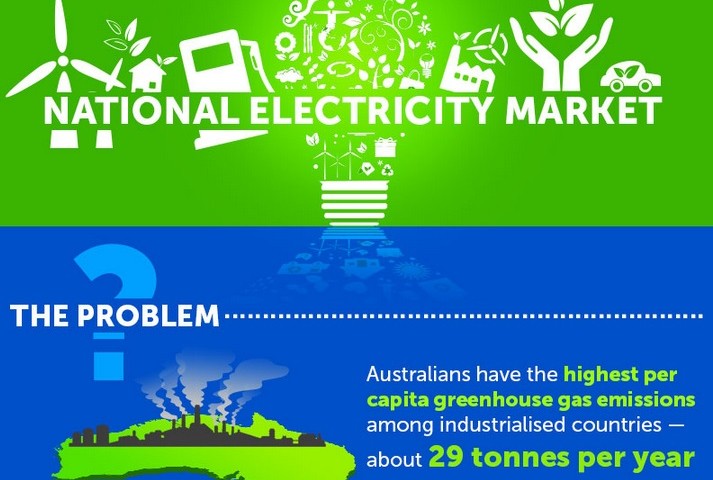 NATIONAL ELECTRICITY MARKET
?
THE PROBLEM
Australians have the highest per
capita greenhouse gas emissions
among industrialised countries —
about 29 tonnes per year